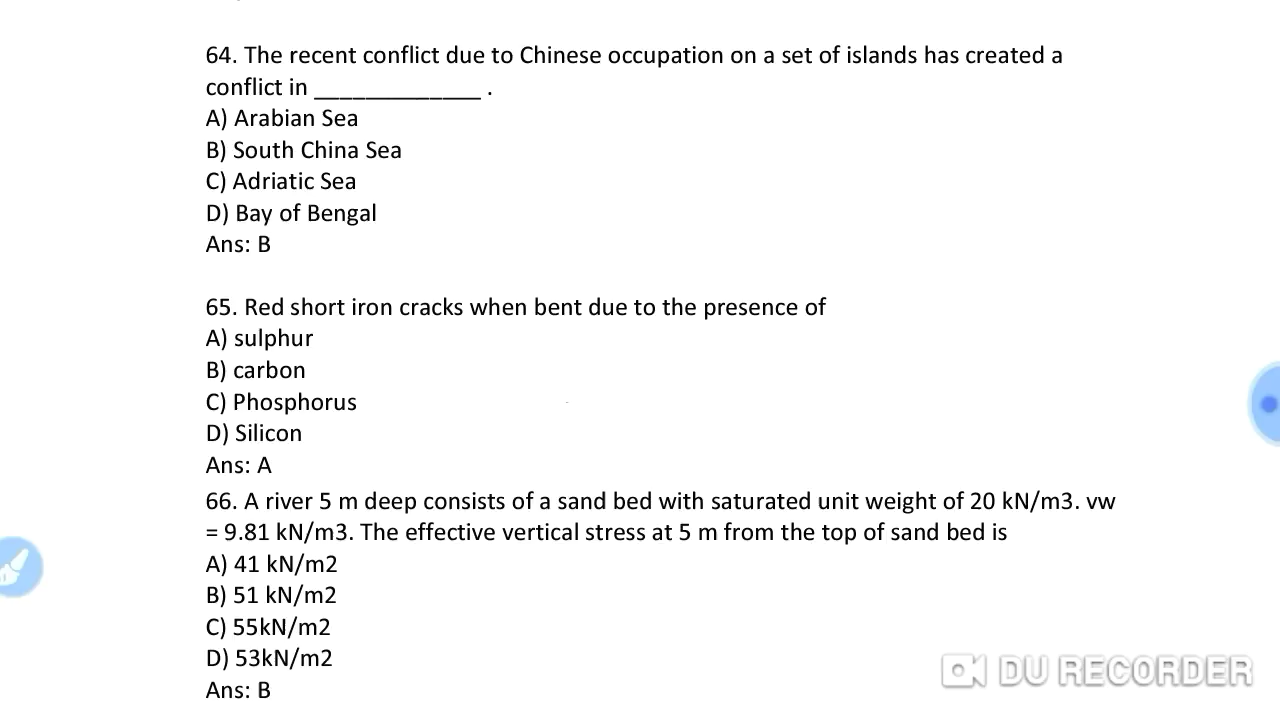 64. The recent conflict due to Chinese occupation on a set of islands has created a
conflict in _____________ .
A) Arabian Sea
B) South China Sea
C) Adriatic Sea
D) Bay of Bengal
Ans: B
65. Red short iron cracks when bent due to the presence of
A) sulphur
B) carbon
C) Phosphorus
D) Silicon
Ans: A
66. A river 5 m deep consists of a sand bed with saturated unit weight of 20 kN/m3. vw
= 9.81 kN/m3. The effective vertical stress at 5 m from the top of sand bed is
A) 41 kN/m2
B) 51 kN/m2
C) 55kN/m2
D) 53kN/m2
Ans: B
DU RECORDER